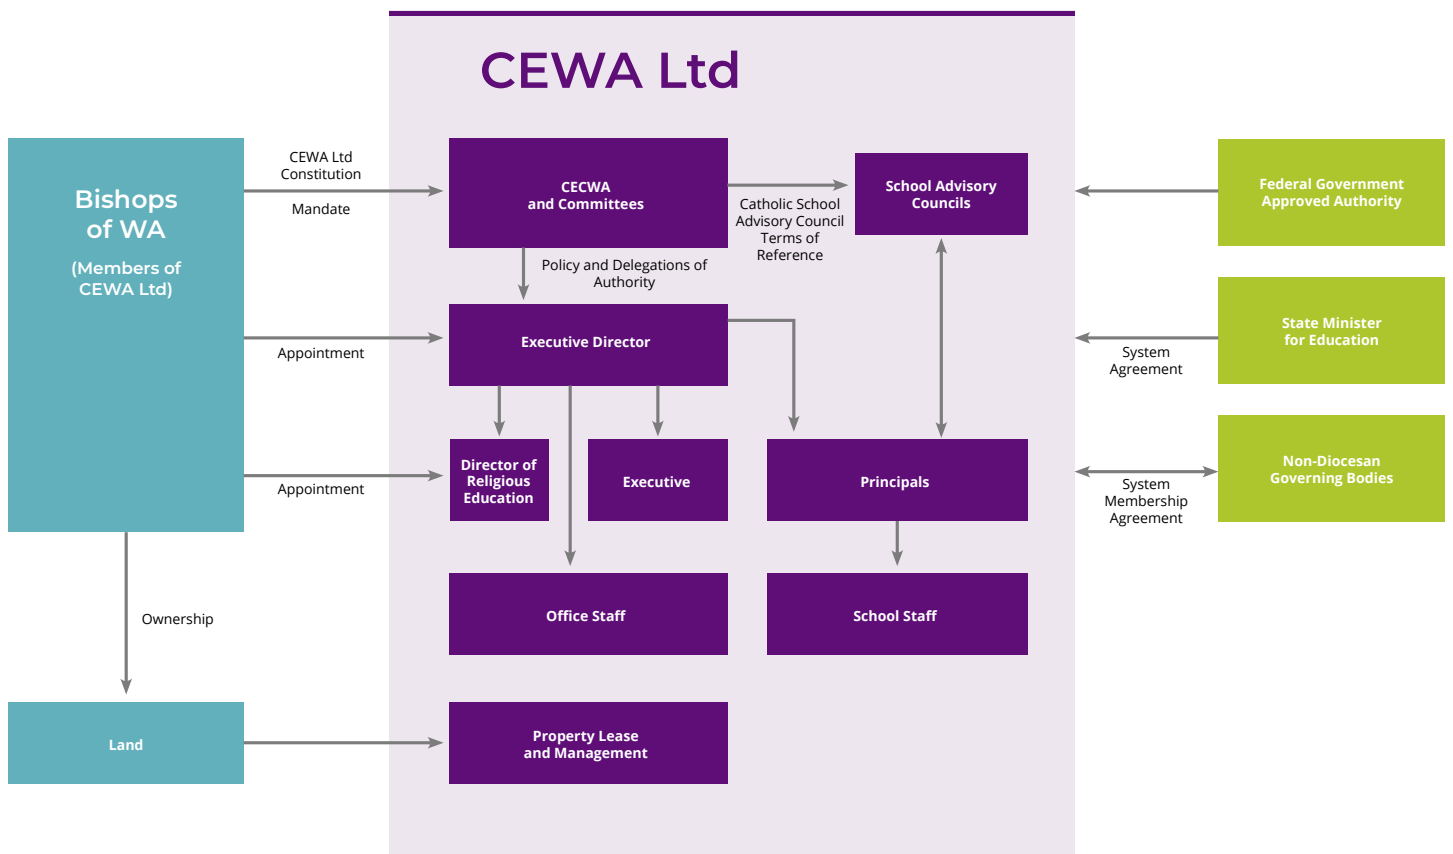 CEWA Ltd
Bishops
of WA
(Members of
CEWA Ltd)
CEWA Ltd
Constitution
Mandate
CECWA
and Committees
Catholic School
Advisory Council
Terms of
Reference
School Advisory
Councils
Federal Government
Approved Authority
Policy and Delegations of
Authority
Appointment
Executive Director
System
Agreement
State Minister
for Education
Appointment
Director of
Religious
Education
Executive
Principals
System
Membership
Agreement
Non-Diocesan
Governing Bodies
Ownership
Office Staff
School Staff
Land
Property Lease
and Management